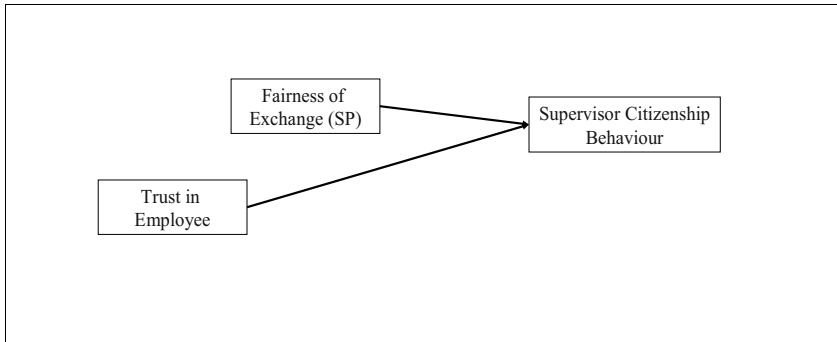 Fairness of
Exchange (SP)
Supervisor Citizenship
Behaviour
Trust in
Employee